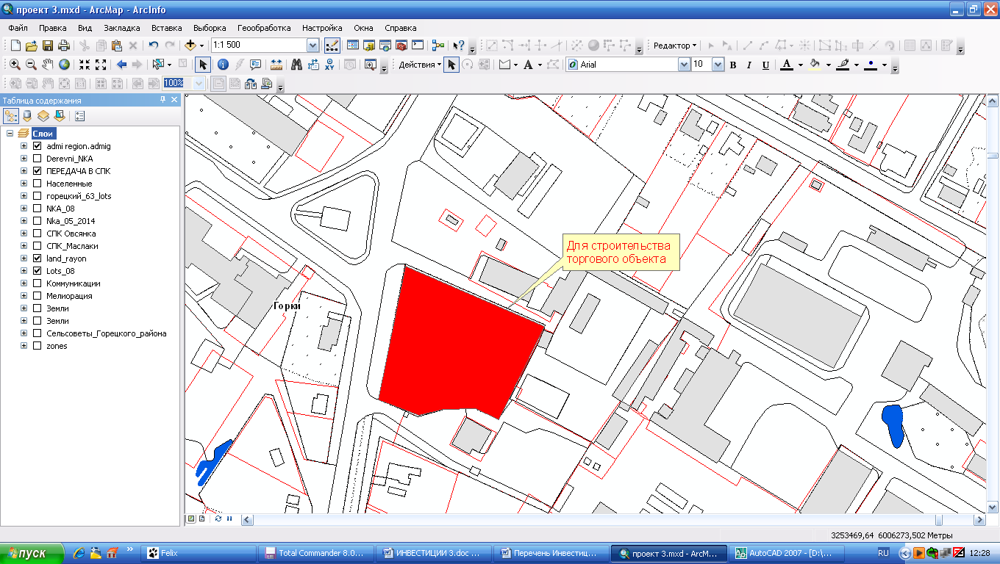 проект 3.mxd - ArcMap - ArcInfo
Файл Правка Вид Закладка Вставка Выборка Геообработка Настройка Окна Справка
1:1 500 Редактор
Действия Arial 10 B I U A
100%
Таблица содержания
Слои
admi region.admig
Derevni_NKA
ПЕРЕДАЧА В СПК
Населенные
горецкий_63_lots
NKA_08
Nka_05_2014
СПК Овсянка
СПК_Маслаки
land_rayon
Lots_08
Коммуникации
Мелиорация
Земли
Земли
Сельсоветы_Горецкого_района
zones
Для строительства
торгового объекта
Горки
3253469,64 6006273,502 Метры
пуск Felix Total Commander 8.0... ИНВЕСТИЦИИ 3.doc ... Перечень Инвестиц... проект 3.mxd - ArcM... AutoCAD 2007 - [D:\... RU 12:28